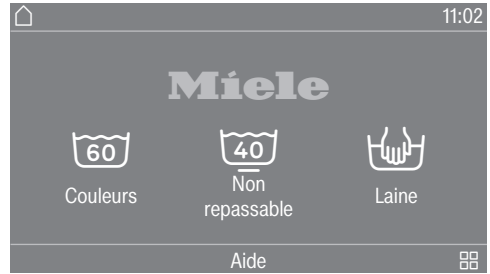 11:02
Miele
60
40
Couleurs
Non
repassable
Laine
Aide